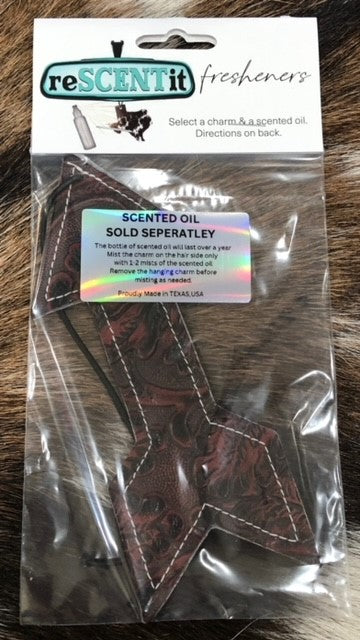 reSCENTit fresheners
Select a charm & a scented oil.
Directions on back.
SCENTED OIL
SOLD SEPERATLEY
The bottle of scented oil will last over a year
Mist the charm on the hair side only
with 1-2 mists of the scented oil.
Remove the hanging charm before
misting as needed.
Proudly Made in TEXAS,USA